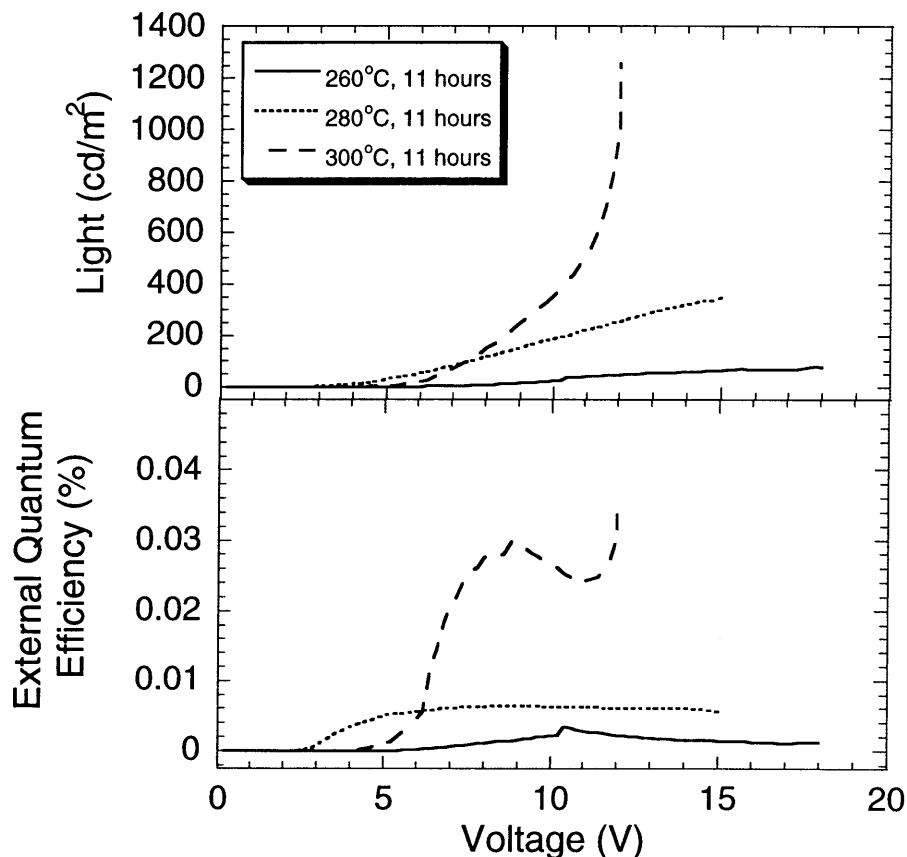 1400
1200
1000
800
600
400
200
0
Light (cd/m²)
260°C, 11 hours
280°C, 11 hours
300°C, 11 hours
0.04
0.03
0.02
0.01
0
External Quantum
Efficiency (%)
0 5 10 15 20
Voltage (V)